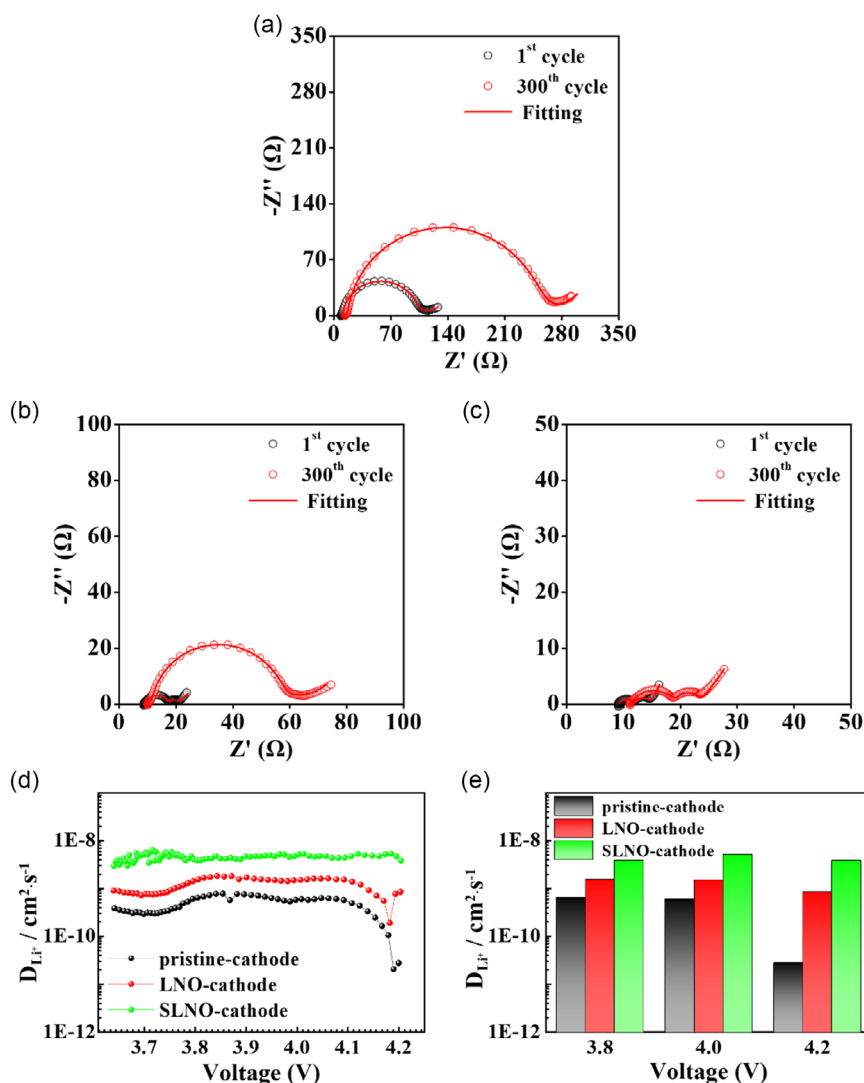 (a)
350
280
210
140
70
0
-Z'' (Ω)
1st cycle
300th cycle
Fitting
0 70 140 210 280 350
Z' (Ω)
(b)
100
80
60
40
20
0
-Z'' (Ω)
1st cycle
300th cycle
Fitting
0 20 40 60 80 100
Z' (Ω)
(c)
50
40
30
20
10
0
-Z'' (Ω)
1st cycle
300th cycle
Fitting
0 10 20 30 40 50
Z' (Ω)
(d)
1E-8
1E-10
1E-12
DLi+ / cm2·s-1
pristine-cathode
LNO-cathode
SLNO-cathode
3.7 3.8 3.9 4.0 4.1 4.2
Voltage (V)
(e)
1E-8
1E-10
1E-12
DLi+ / cm2·s-1
pristine-cathode
LNO-cathode
SLNO-cathode
3.8 4.0 4.2
Voltage (V)